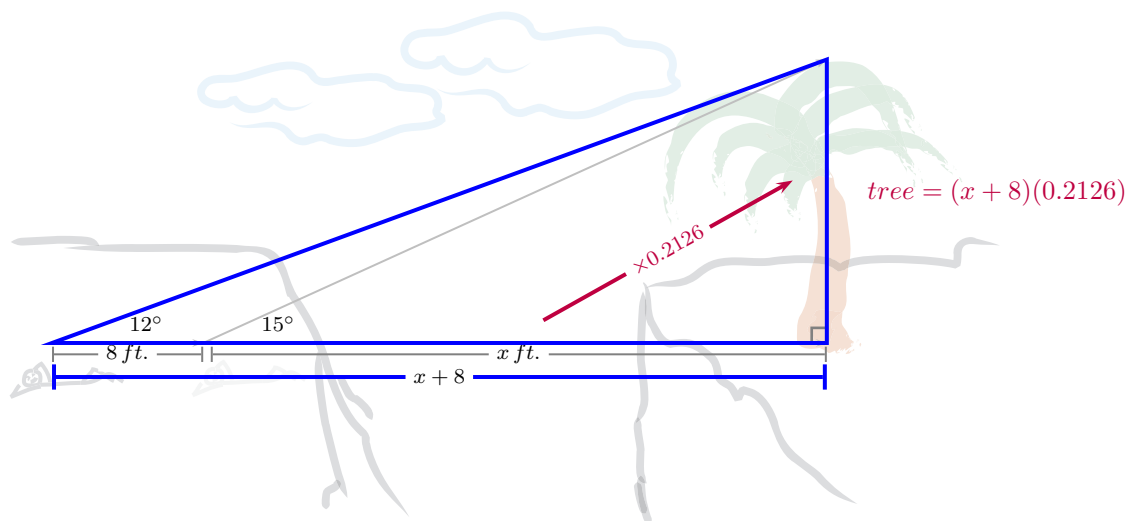 tree = (x + 8)(0.2126)
×0.2126
12°
15°
8 ft.
x ft.
x + 8